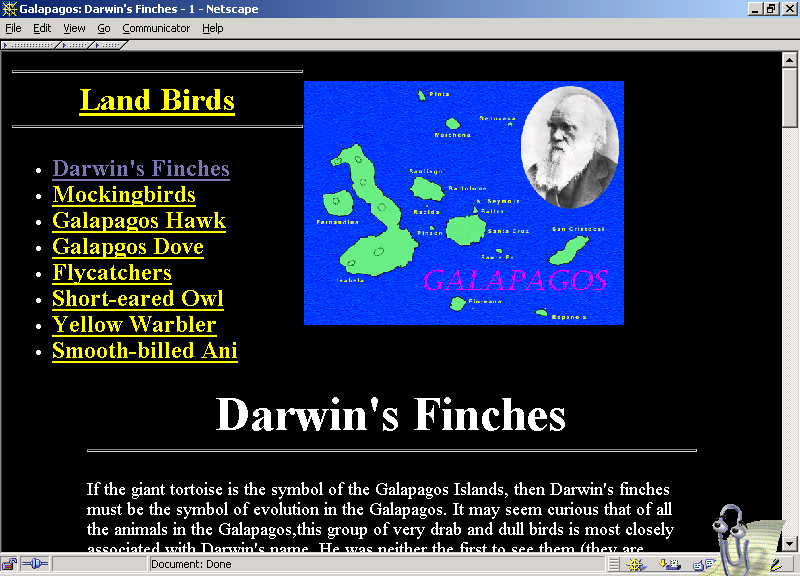 Galapagos: Darwin's Finches - 1 - Netscape
File Edit View Go Communicator Help
Land Birds
Darwin's Finches
Mockingbirds
Galapagos Hawk
Galapgos Dove
Flycatchers
Short-eared Owl
Yellow Warbler
Smooth-billed Ani
Pinta
Genovesa
Marchena
Santiago
Bartolome
N. Seymour
Rabida
Baltra
Fernandina
Pinzon
Santa Cruz
San Cristobal
Santa Fe
Isabela
GALAPAGOS
Floreana
Espanola
Darwin's Finches
If the giant tortoise is the symbol of the Galapagos Islands, then Darwin's finches
must be the symbol of evolution in the Galapagos. It may seem curious that of all
the animals in the Galapagos,this group of very drab and dull birds is most closely
associated with Darwin's name. He was neither the first to see them (they are
Document: Done